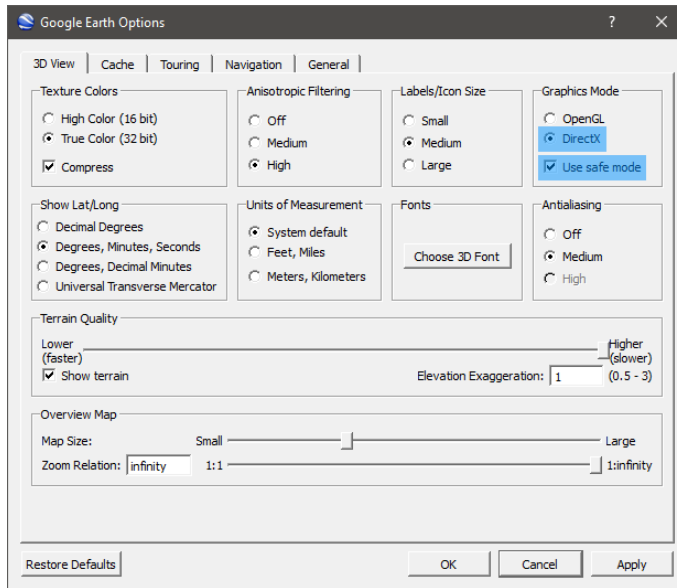 Google Earth Options
3D View
Cache
Touring
Navigation
General
Texture Colors
High Color (16 bit)
True Color (32 bit)
Compress
Anisotropic Filtering
Off
Medium
High
Labels/Icon Size
Small
Medium
Large
Graphics Mode
OpenGL
DirectX
Use safe mode
Show Lat/Long
Decimal Degrees
Degrees, Minutes, Seconds
Degrees, Decimal Minutes
Universal Transverse Mercator
Units of Measurement
System default
Feet, Miles
Meters, Kilometers
Fonts
Choose 3D Font
Antialiasing
Off
Medium
High
Terrain Quality
Lower
(faster)
Higher
(slower)
Show terrain
Elevation Exaggeration: 1 (0.5 - 3)
Overview Map
Map Size: Small Large
Zoom Relation: infinity 1:1 1:infinity
Restore Defaults
OK
Cancel
Apply